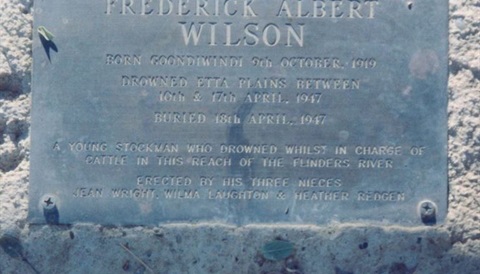 FREDERICK ALBERT
WILSON
BORN GOONDIWINDI 9th OCTOBER, 1919
DROWNED ETTA PLAINS BETWEEN
10th & 17th APRIL, 1947
BURIED 18th APRIL, 1947
A YOUNG STOCKMAN WHO DROWNED WHILST IN CHARGE OF
CATTLE IN THIS REACH OF THE FLINDERS RIVER
ERECTED BY HIS THREE NIECES
JEAN WRIGHT, WILMA LAUGHTON & HEATHER REDGEN